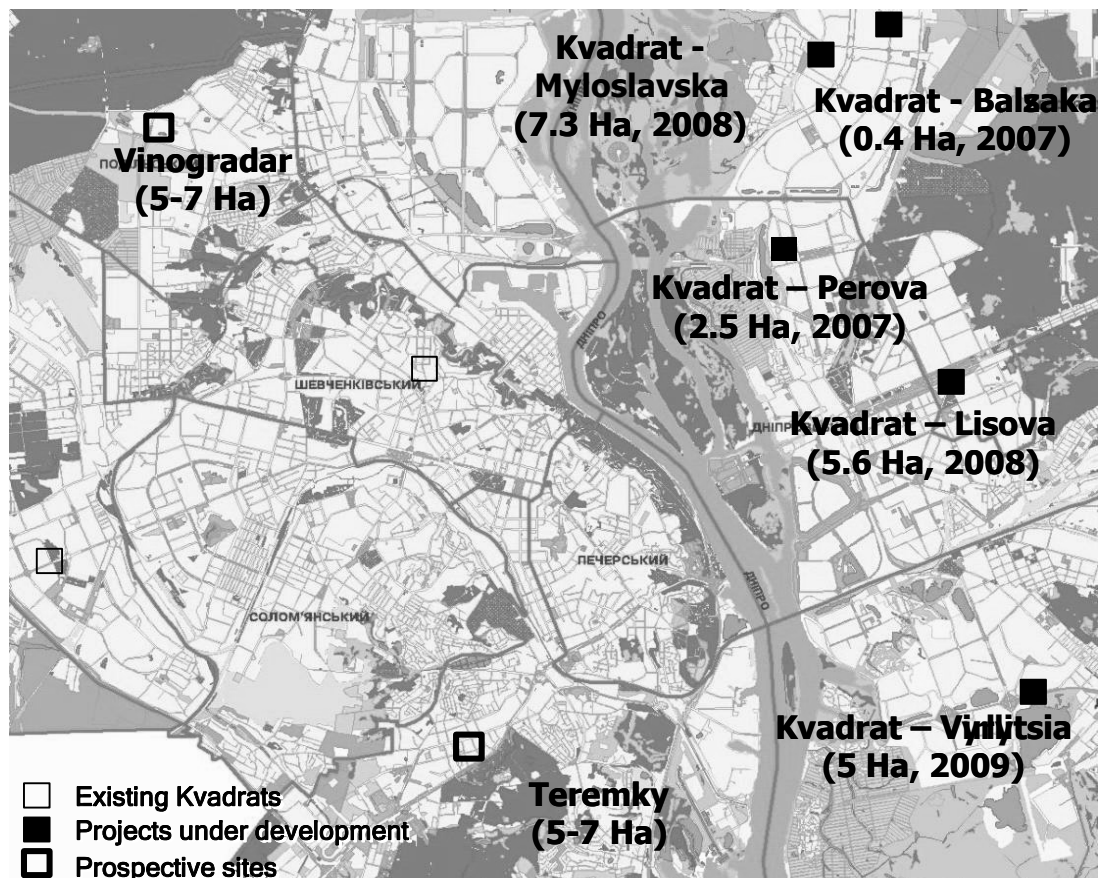 Kvadrat -
Myloslavska
(7.3 Ha, 2008)
Kvadrat - Balzaka
(0.4 Ha, 2007)
Vinogradar
(5-7 Ha)
Kvadrat – Perova
(2.5 Ha, 2007)
ДНІПРО
ШЕВЧЕНКІВСЬКИЙ
Kvadrat – Lisova
(5.6 Ha, 2008)
ПЕЧЕРСЬКИЙ
ДНІПРО
СОЛОМ'ЯНСЬКИЙ
Kvadrat – Vyrlytsia
(5 Ha, 2009)
Teremky
(5-7 Ha)
Existing Kvadrats
Projects under development
Prospective sites